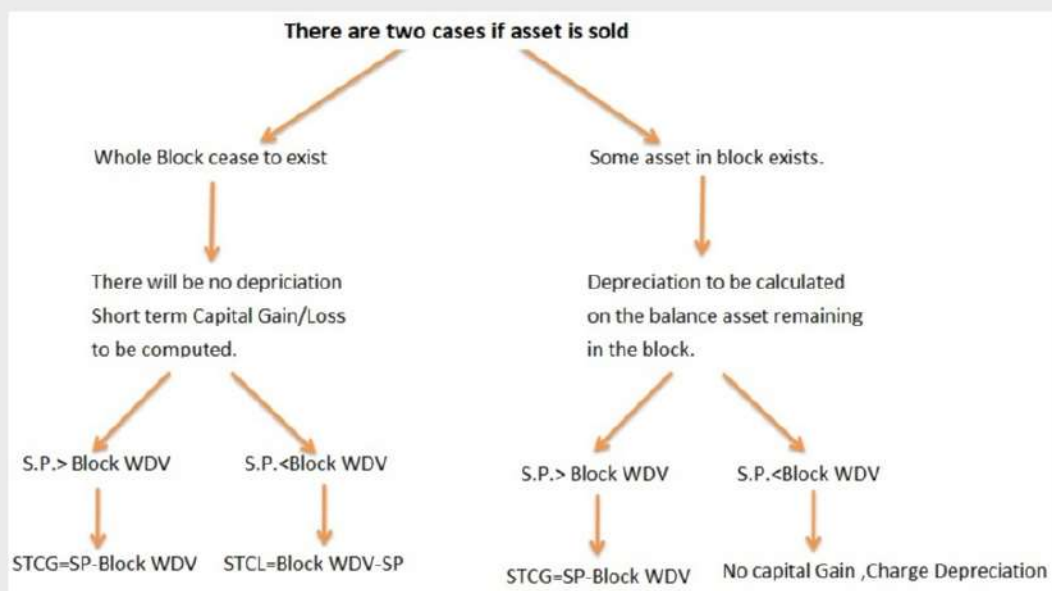 There are two cases if asset is sold
Whole Block cease to exist
Some asset in block exists.
There will be no depriciation
Short term Capital Gain/Loss
to be computed.
Depreciation to be calculated
on the balance asset remaining
in the block.
S.P.> Block WDV
S.P.<Block WDV
S.P.> Block WDV
S.P.<Block WDV
STCG=SP-Block WDV
STCL=Block WDV-SP
STCG=SP-Block WDV
No capital Gain ,Charge Depreciation